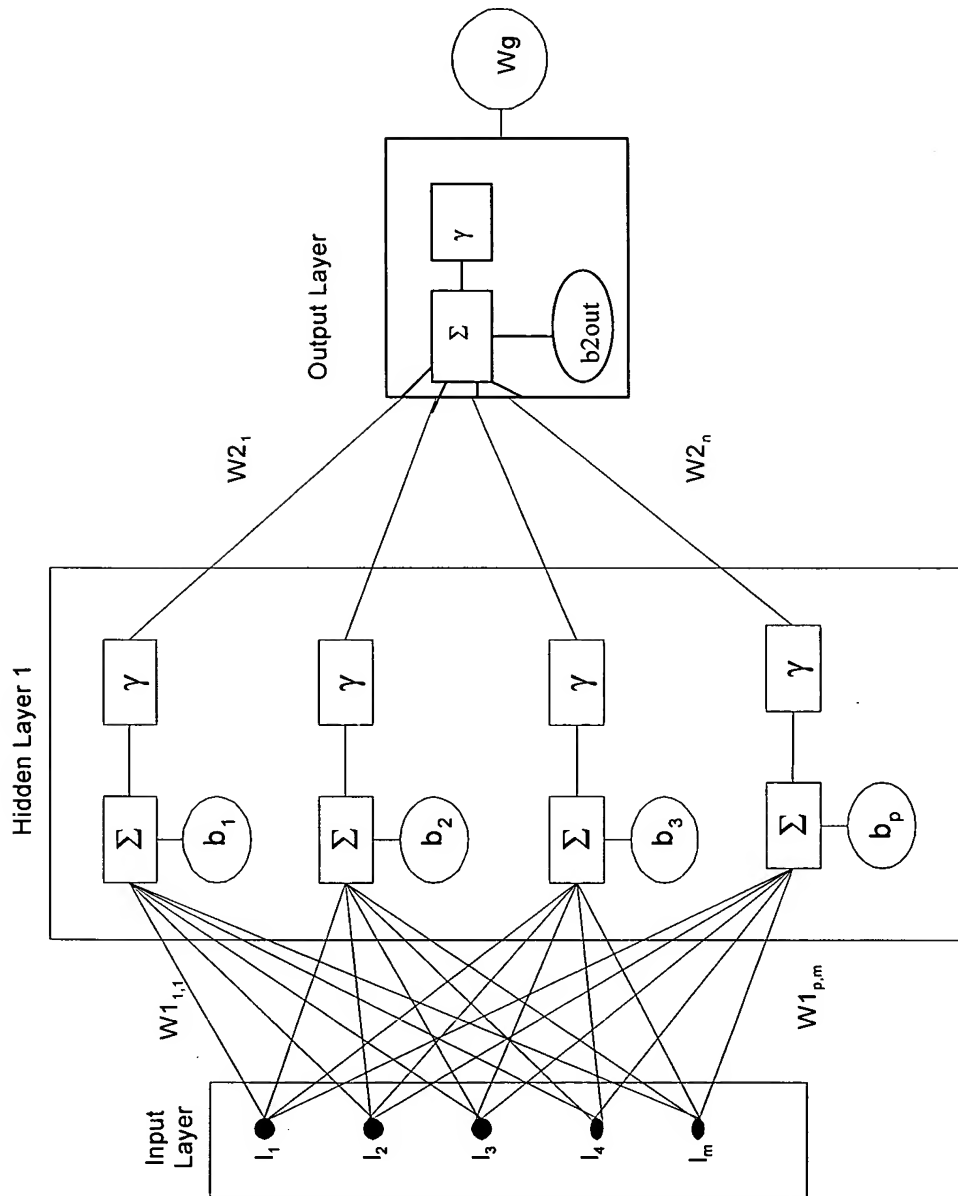 Input
Layer
I₁
I₂
I₃
I₄
Iₘ
W1₁,₁
W1ₚ,ₘ
Hidden Layer 1
Σ
γ
b₁
Σ
γ
b₂
Σ
γ
b₃
Σ
γ
bₚ
W2₁
W2ₙ
Output Layer
Σ
γ
b2out
Wg